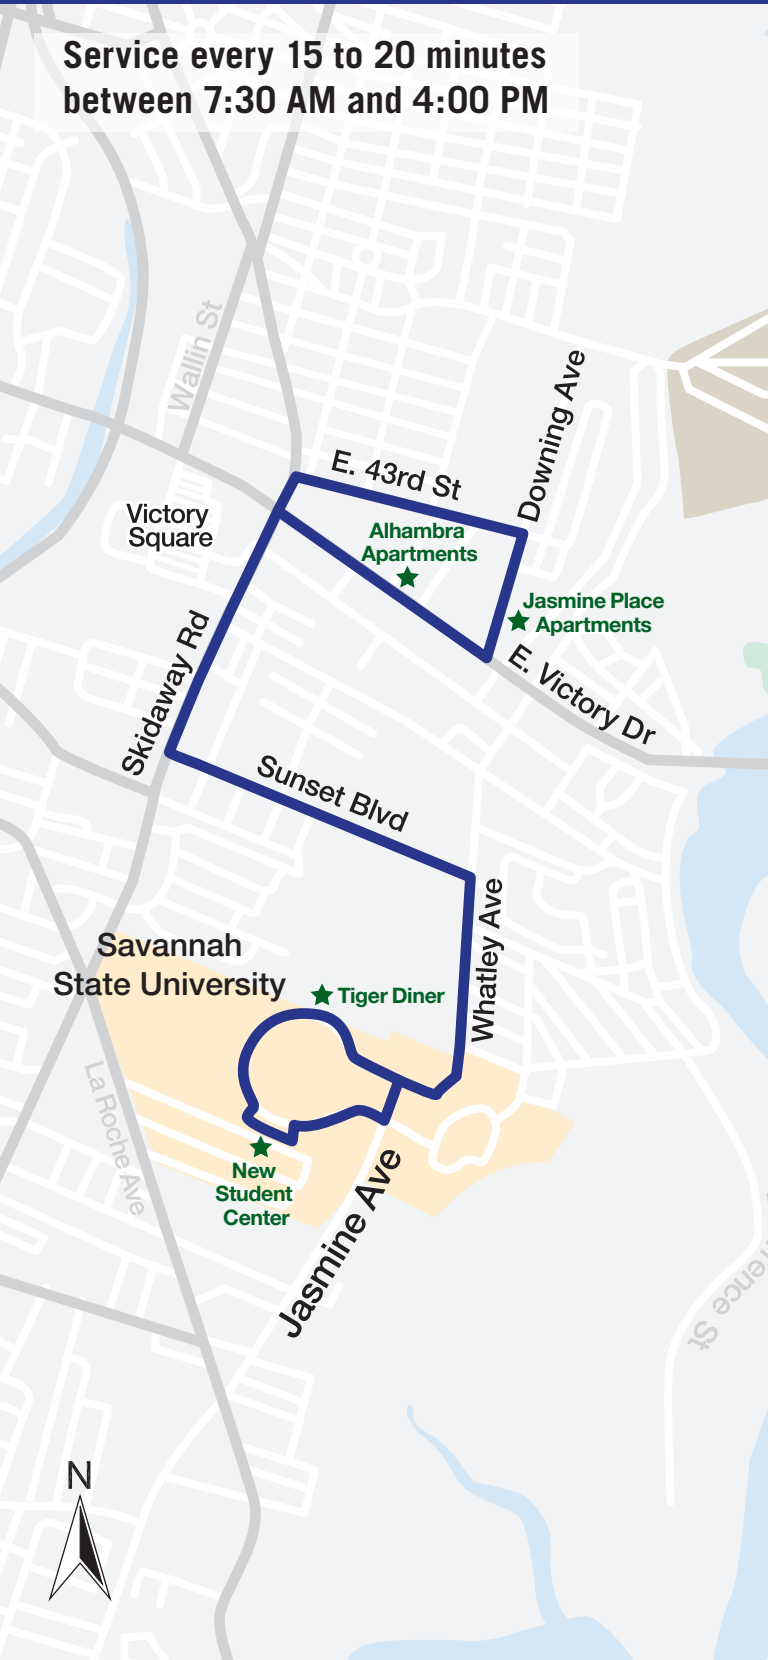 Service every 15 to 20 minutes
between 7:30 AM and 4:00 PM
Wallin St
Downing Ave
E. 43rd St
Victory
Square
Alhambra
Apartments
Jasmine Place
Apartments
E. Victory Dr
Skidaway Rd
Sunset Blvd
Whatley Ave
Savannah
State University
Tiger Diner
La Roche Ave
New
Student
Center
Jasmine Ave
rence St
N